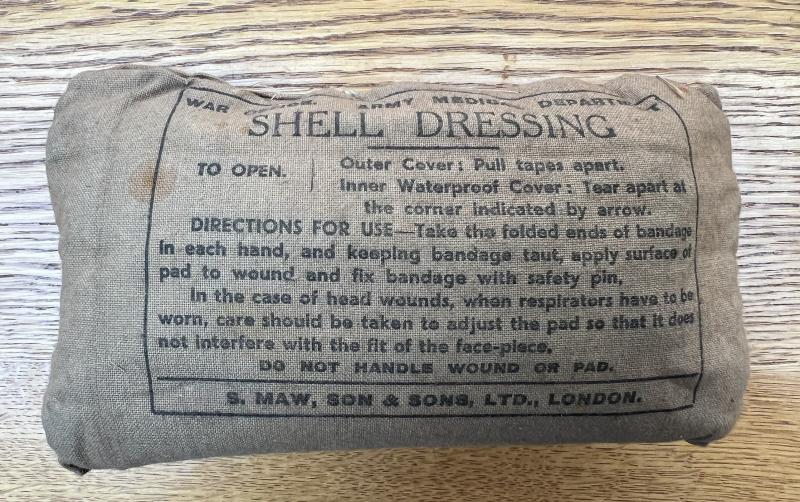 WAR OFFICE. ARMY MEDICAL DEPARTMENT
SHELL DRESSING
TO OPEN.
Outer Cover: Pull tapes apart.
Inner Waterproof Cover: Tear apart at
the corner indicated by arrow.
DIRECTIONS FOR USE—Take the folded ends of bandage
in each hand, and keeping bandage taut, apply surface of
pad to wound and fix bandage with safety pin.
In the case of head wounds, when respirators have to be
worn, care should be taken to adjust the pad so that it does
not interfere with the fit of the face-piece.
DO NOT HANDLE WOUND OR PAD.
S. MAW, SON & SONS, LTD., LONDON.